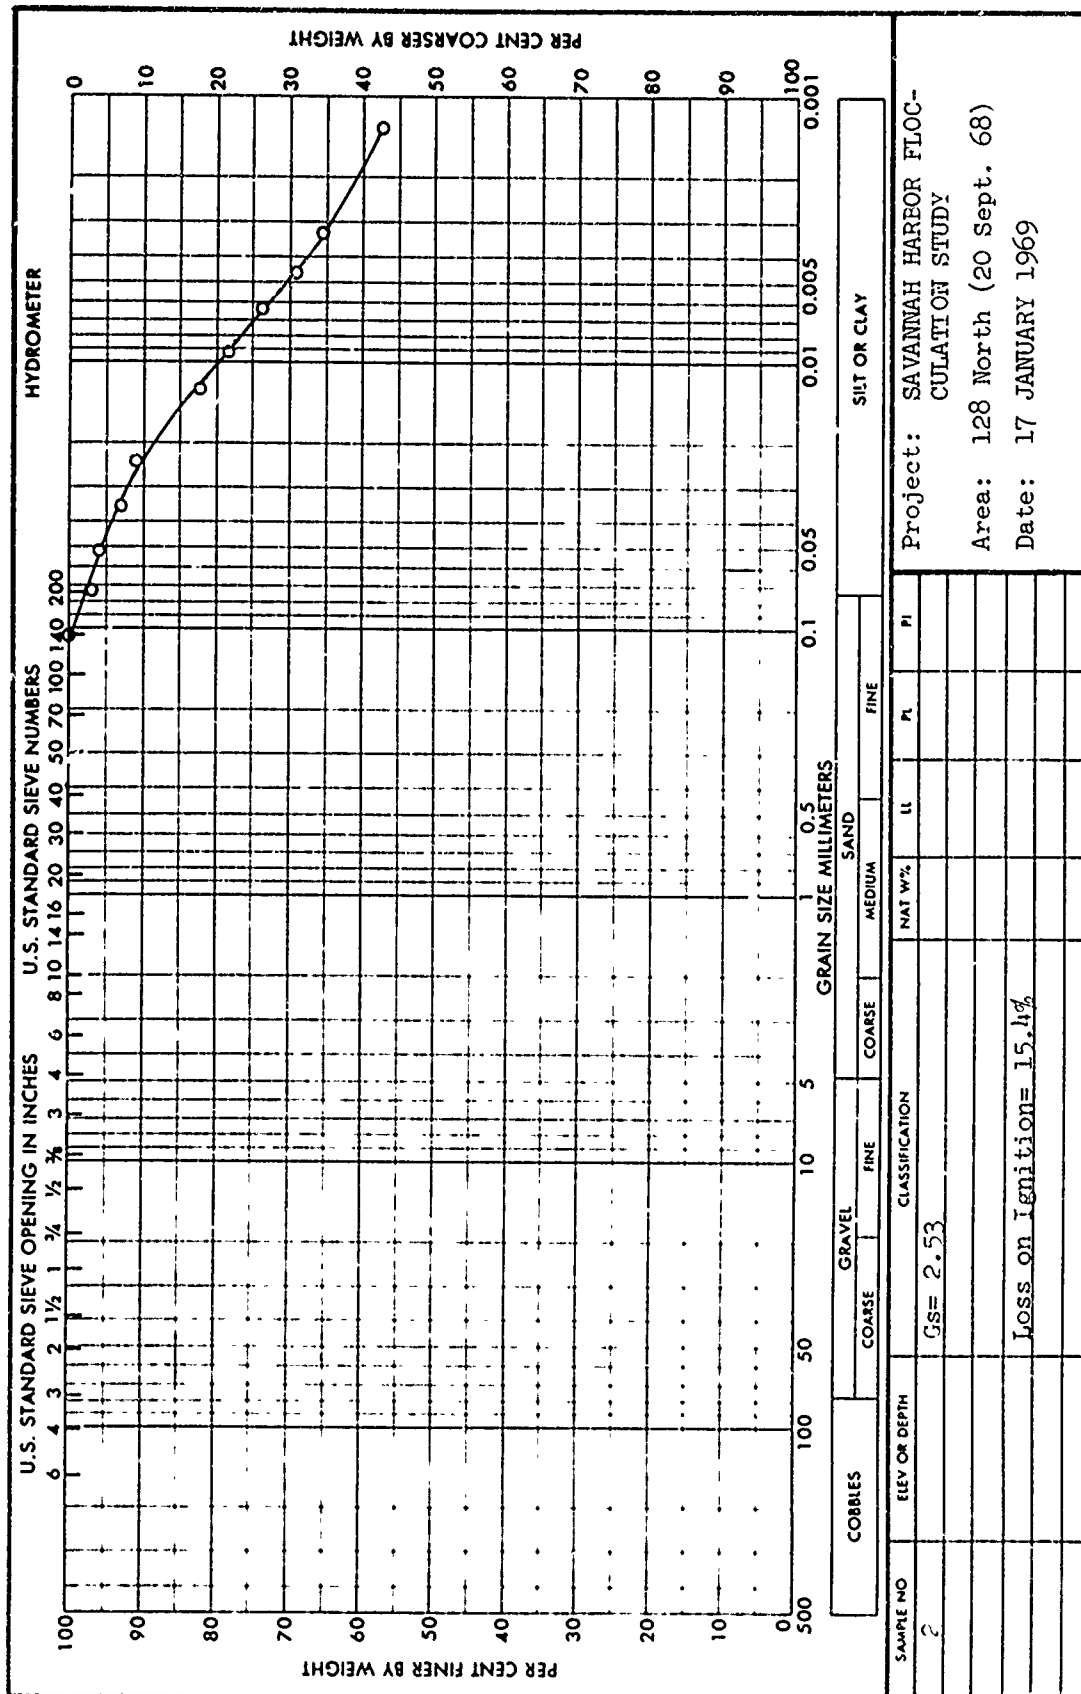 U.S. STANDARD SIEVE OPENING IN INCHES
U.S. STANDARD SIEVE NUMBERS
HYDROMETER
6 4 3 2 1½ 1 ¾ ½ ⅜ 3 4 6 8 10 14 16 20 30 40 50 70 100 140 200
PER CENT FINER BY WEIGHT
100
90
80
70
60
50
40
30
20
10
0
PER CENT COARSER BY WEIGHT
0
10
20
30
40
50
60
70
80
90
100
500 100 50 10 5 1 0.5 0.1 0.05 0.01 0.005 0.001
GRAIN SIZE MILLIMETERS
COBBLES
GRAVEL
COARSE
FINE
SAND
COARSE
MEDIUM
FINE
SILT OR CLAY
SAMPLE NO
ELEV OR DEPTH
CLASSIFICATION
NAT W%
LL
PL
PI
2
Gs= 2.53
Loss on Ignition= 15.4%
Project: SAVANNAH HARBOR FLOC-
CULATION STUDY
Area: 128 North (20 Sept. 68)
Date: 17 JANUARY 1969